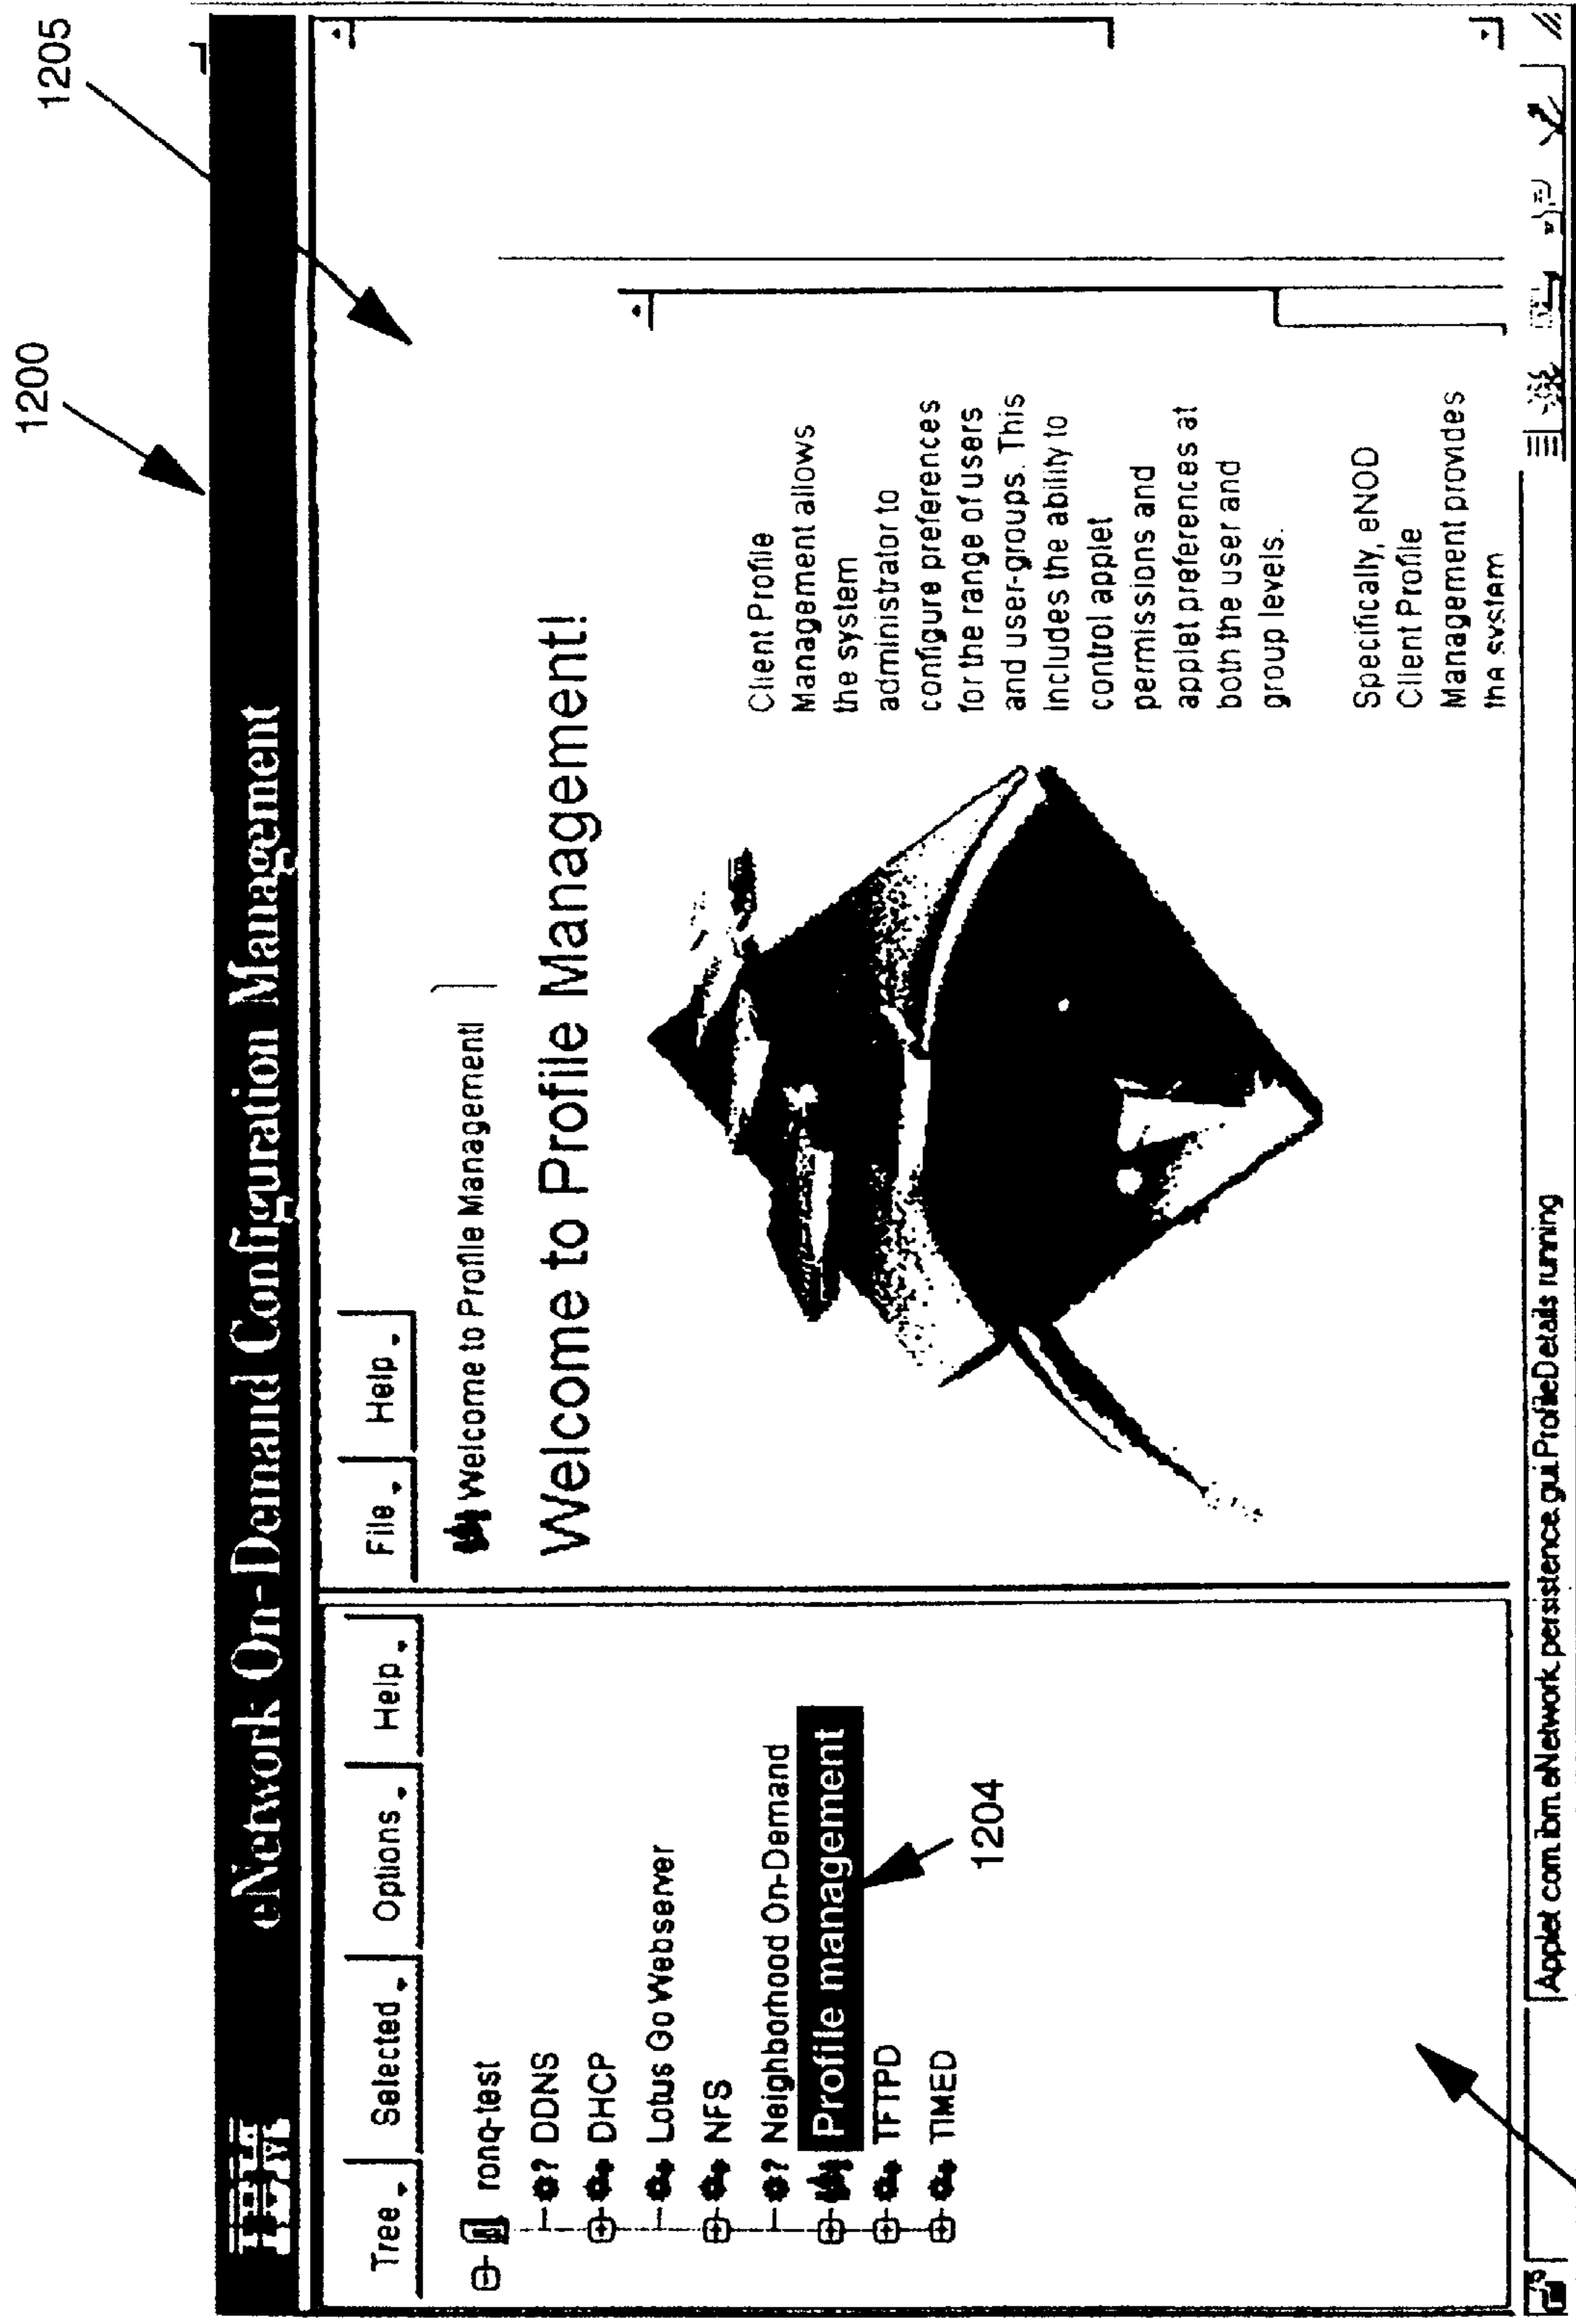 1200
1205
IBM
eNetwork On-Demand Configuration Management
Tree
Selected
Options
Help
ronq-test
? DDNS
DHCP
Lotus Go Webserver
NFS
? Neighborhood On-Demand
Profile management
TFTPD
TIMED
1204
File
Help
Welcome to Profile Management!
Welcome to Profile Management!
Client Profile
Management allows
the system
administrator to
configure preferences
for the range of users
and user-groups. This
includes the ability to
control applet
permissions and
applet preferences at
both the user and
group levels.
Specifically, eNOD
Client Profile
Management provides
the system
Applet com.ibm.eNetwork.persistence.gui.ProfileDetails running